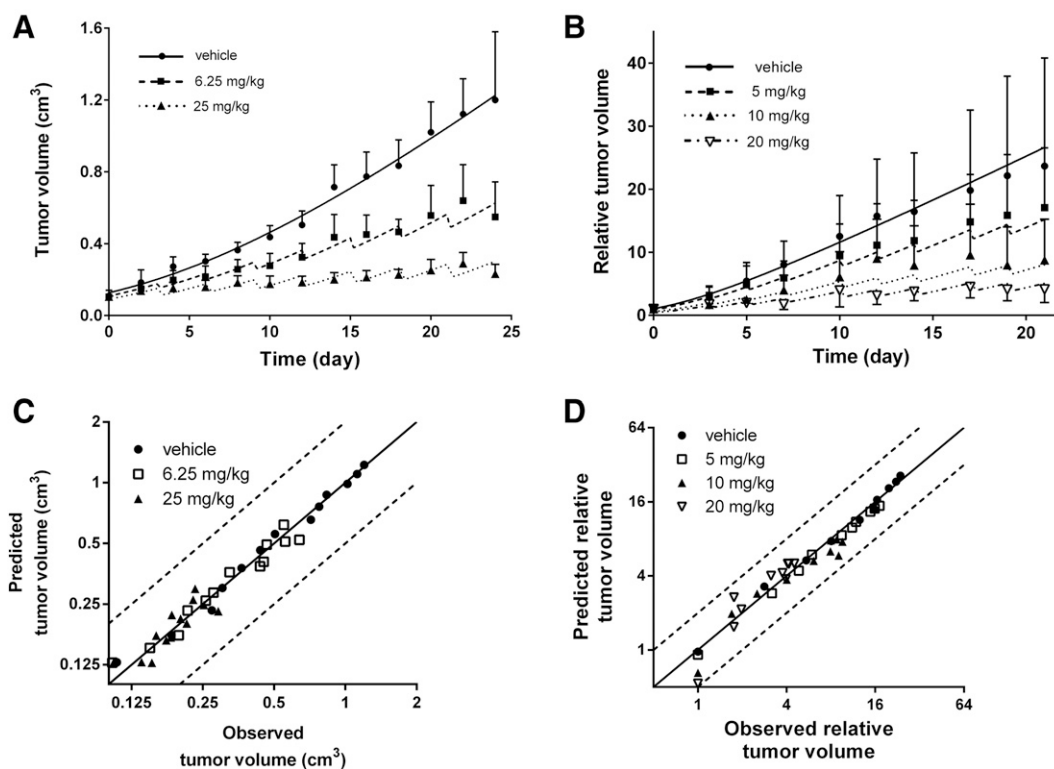 A
1.6
1.2
0.8
0.4
0.0
Tumor volume (cm³)
vehicle
6.25 mg/kg
25 mg/kg
0 5 10 15 20 25
Time (day)
B
40
30
20
10
0
Relative tumor volume
vehicle
5 mg/kg
10 mg/kg
20 mg/kg
0 5 10 15 20
Time (day)
C
2
1
0.5
0.25
0.125
Predicted
tumor volume (cm³)
vehicle
6.25 mg/kg
25 mg/kg
0.125 0.25 0.5 1 2
Observed
tumor volume (cm³)
D
64
16
4
1
Predicted relative
tumor volume
vehicle
5 mg/kg
10 mg/kg
20 mg/kg
1 4 16 64
Observed relative
tumor volume